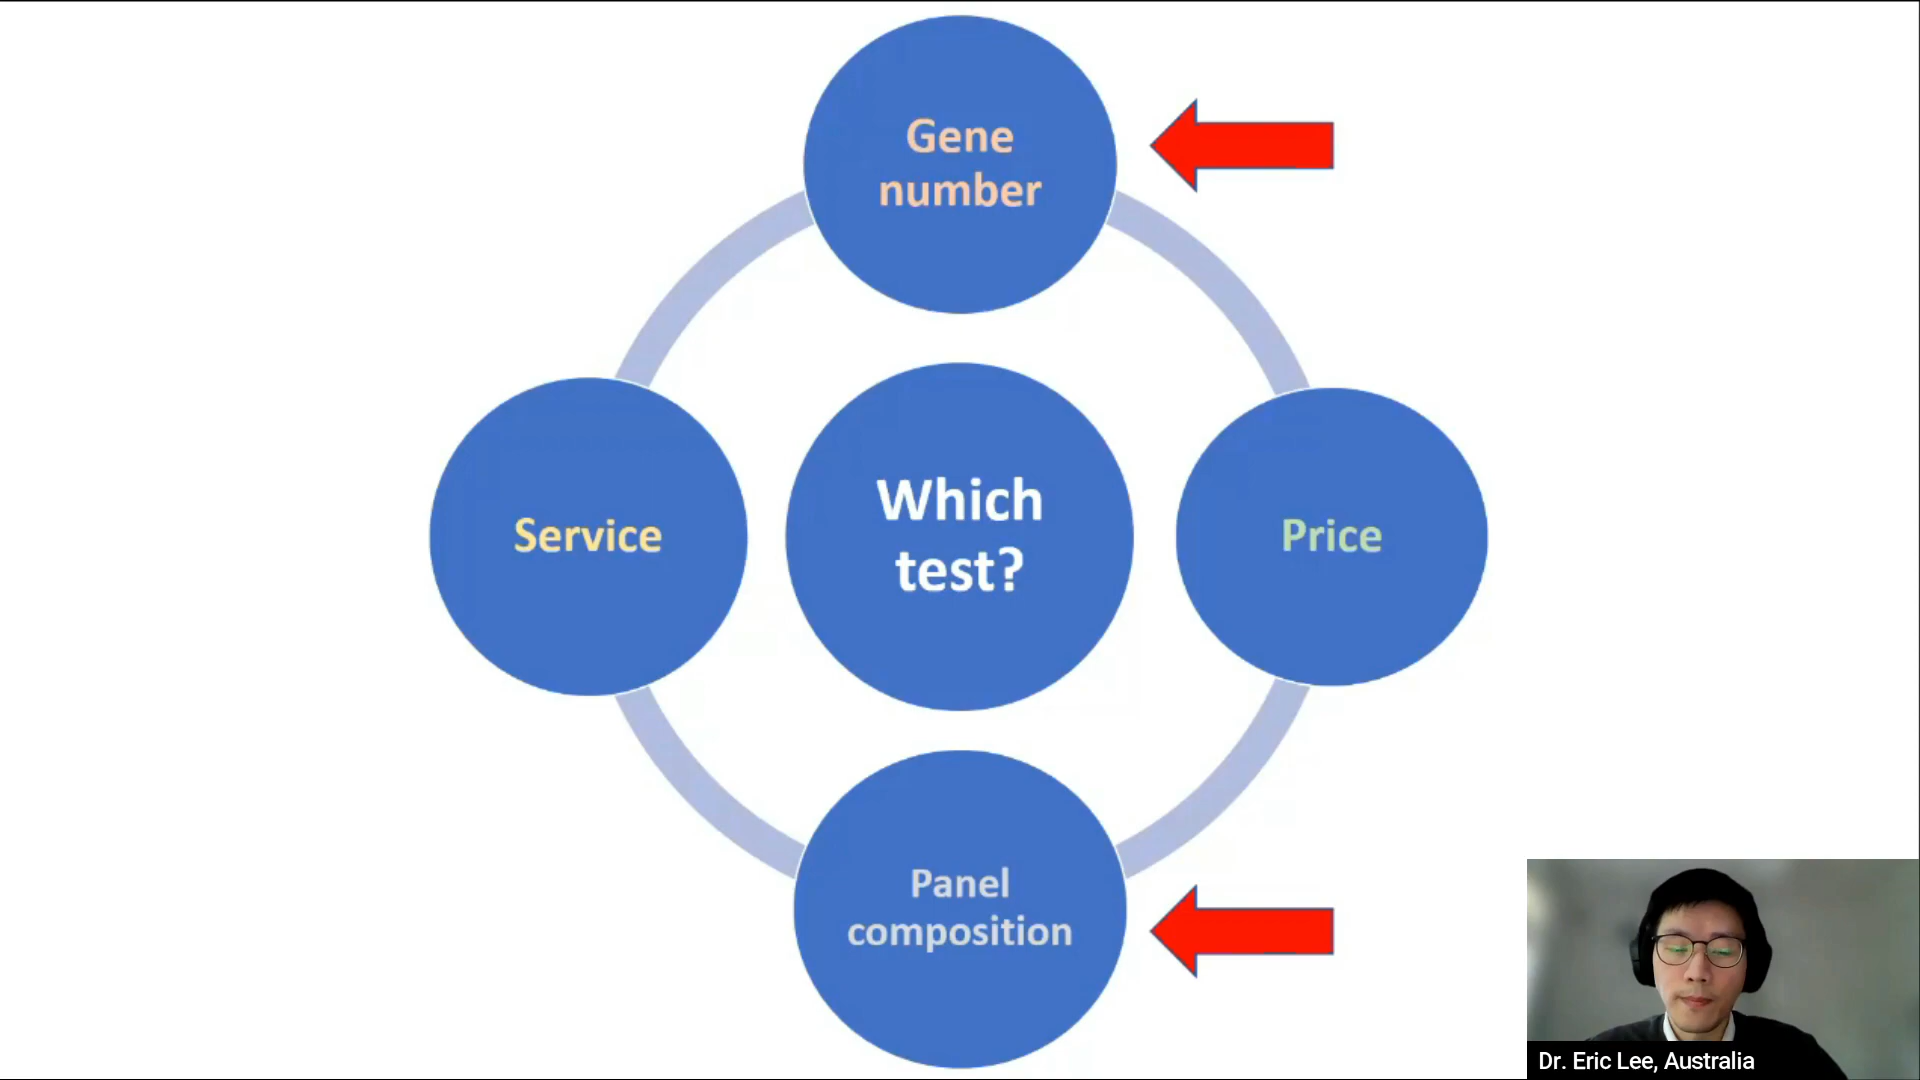 Gene
number
Service
Which
test?
Price
Panel
composition
Dr. Eric Lee, Australia